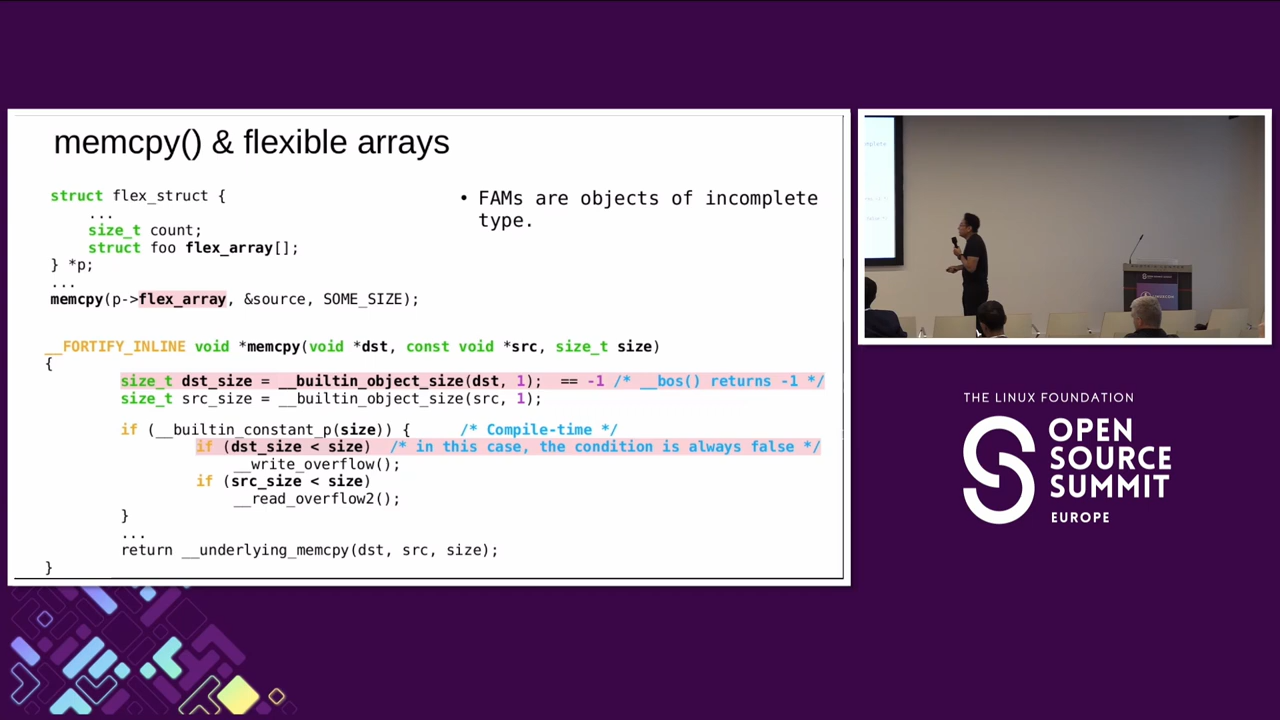 memcpy() & flexible arrays
struct flex_struct {
...
size_t count;
struct foo flex_array[];
} *p;
...
memcpy(p->flex_array, &source, SOME_SIZE);
• FAMs are objects of incomplete
type.
__FORTIFY_INLINE void *memcpy(void *dst, const void *src, size_t size)
{
size_t dst_size = __builtin_object_size(dst, 1);  == -1 /* __bos() returns -1 */
size_t src_size = __builtin_object_size(src, 1);
if (__builtin_constant_p(size)) { /* Compile-time */
if (dst_size < size) /* in this case, the condition is always false */
__write_overflow();
if (src_size < size)
__read_overflow2();
}
...
return __underlying_memcpy(dst, src, size);
}
THE LINUX FOUNDATION
OPEN
SOURCE
SUMMIT
EUROPE